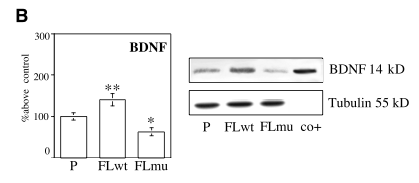 B
BDNF
300
200
100
0
%above control
**
*
P FLwt FLmu
BDNF 14 kD
Tubulin 55 kD
P FLwt FLmu co+